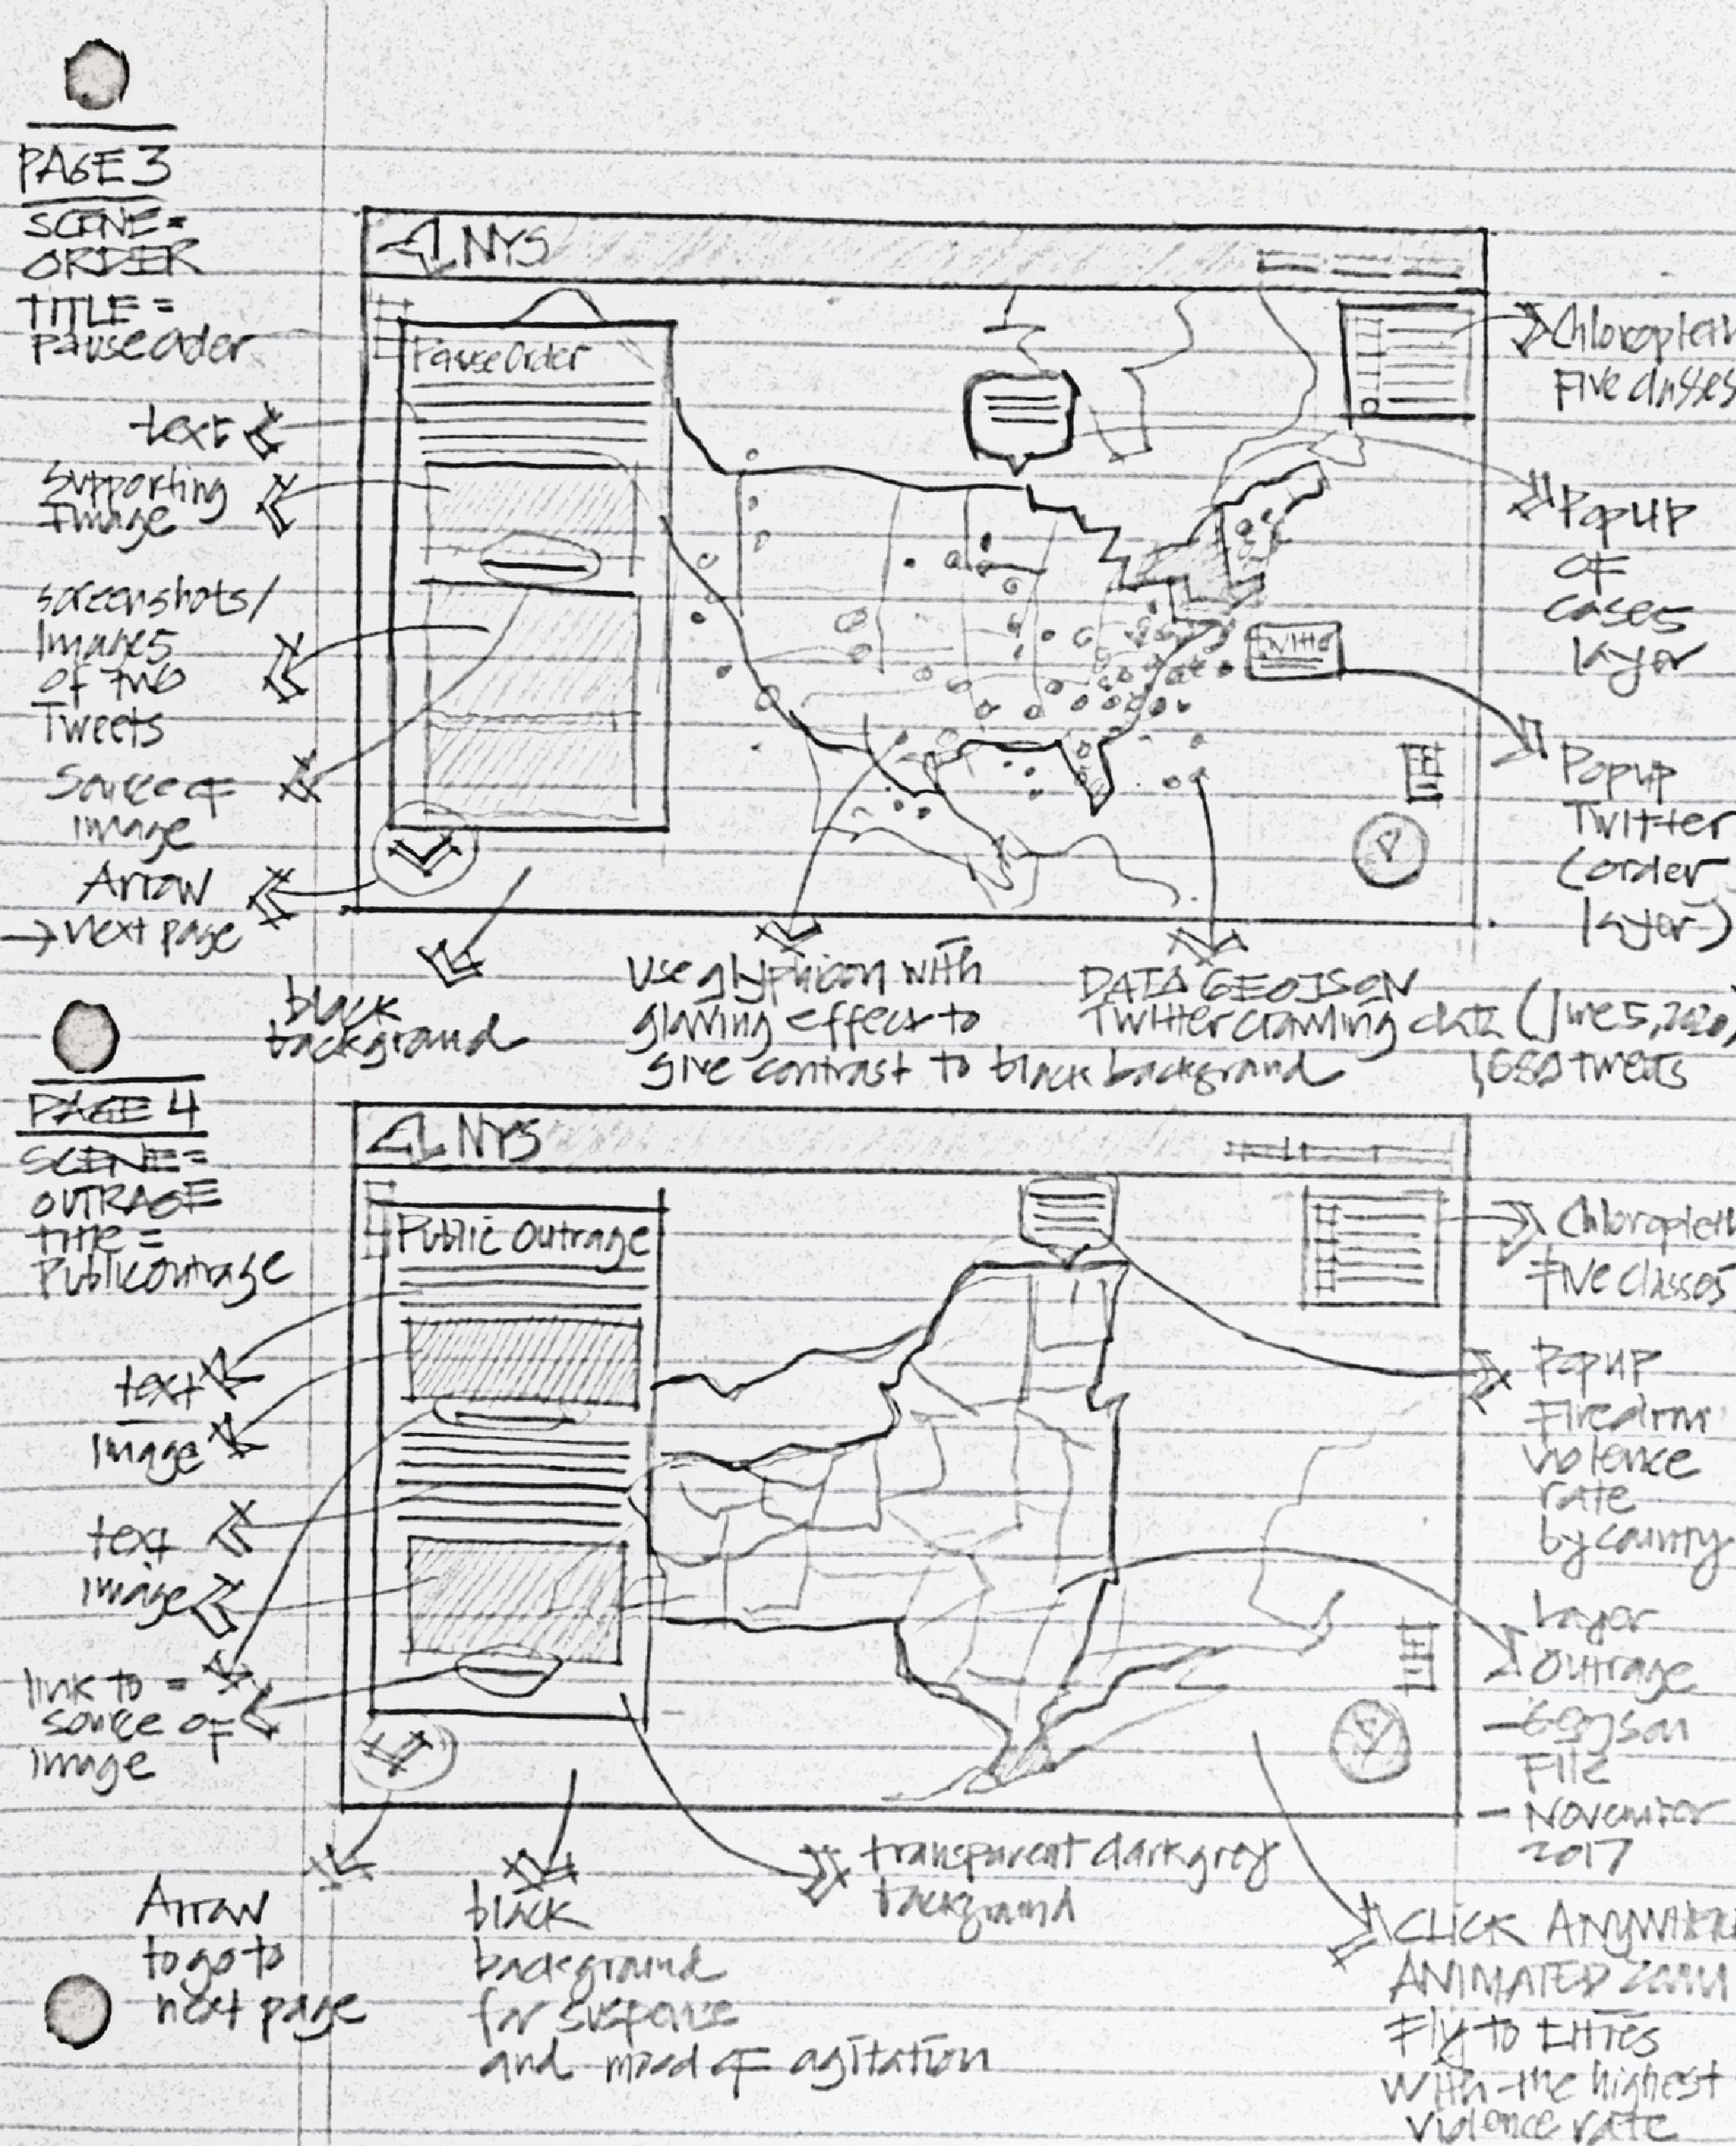 PAGE 3
SCENE =
ORDER
TITLE =
Pause Order
text
Supporting
Image
Screenshots/
Images
of two
Tweets
Source of
image
Arrow
→ next page
NYS
Pause Order
Twitter
Chloropleth
Five classes
Popup
of
cases
layer
Popup
Twitter
(order
layer)
black
background
Use glyphicon with
glowing effect to
give contrast to black background
DATA GEOJSON
Twitter crawling data (June 5, 2020)
tweets
PAGE 4
SCENE =
OUTRAGE
title =
Public outrage
text
image
text
image
link to =
source of
image
NYS
Public Outrage
Chloropleth
Five classes
Popup
Firearm
violence
rate
by county
Layer
Outrage
- Geojson
File
- November
2017
Arrow
to go to
next page
black
background
for suspense
and mood of agitation
transparent dark grey
background
CLICK ANYWHERE
ANIMATED ZOOM
Fly to cities
with the highest
violence rate